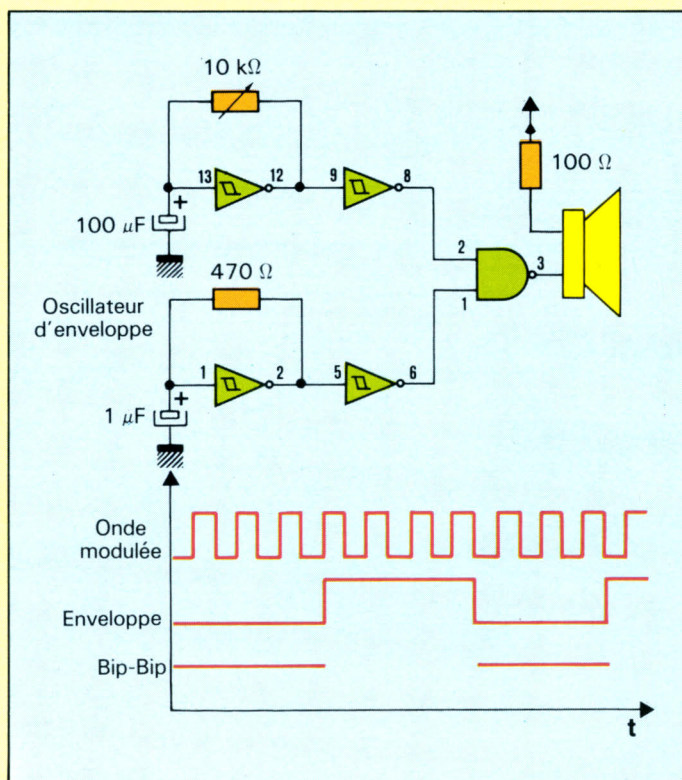 10 kΩ
13 12 9 8
100 Ω
+
100 µF
2
3
1
470 Ω
Oscillateur
d'enveloppe
1 2 5 6
+
1 µF
Onde
modulée
Enveloppe
Bip-Bip
t